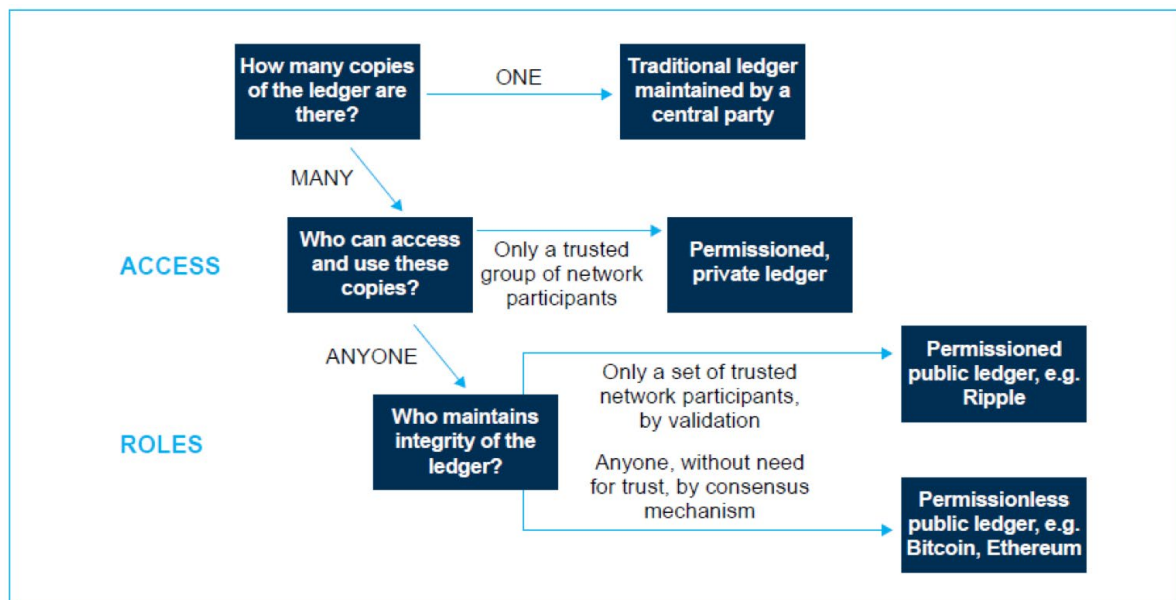 How many copies
of the ledger are
there?
ONE
Traditional ledger
maintained by a
central party
MANY
ACCESS
Who can access
and use these
copies?
Only a trusted
group of network
participants
Permissioned,
private ledger
ANYONE
ROLES
Who maintains
integrity of the
ledger?
Only a set of trusted
network participants,
by validation
Permissioned
public ledger, e.g.
Ripple
Anyone, without need
for trust, by consensus
mechanism
Permissionless
public ledger, e.g.
Bitcoin, Ethereum